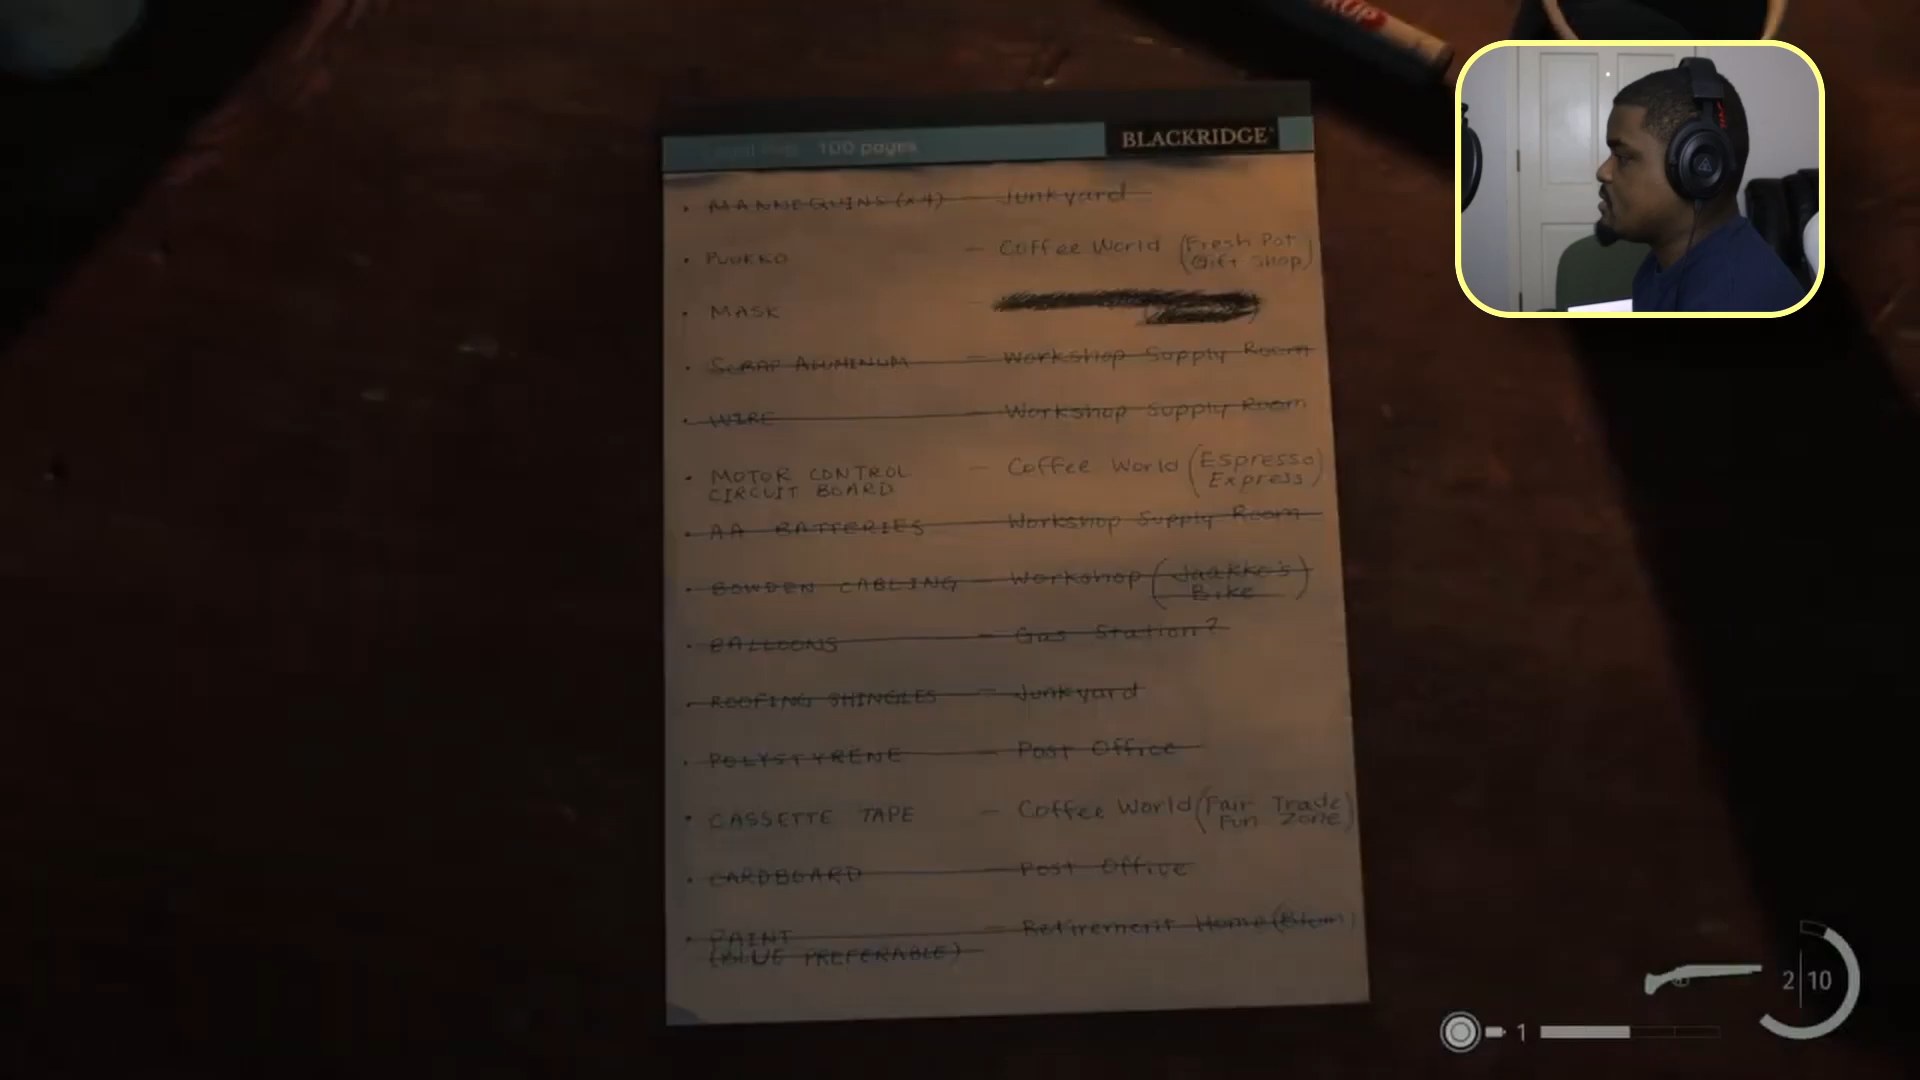 KUP
100 pages BLACKRIDGE
• MANNEQUINS (x4) — Junkyard
• PUUKKO — Coffee World (Fresh Pot
Gift Shop)
• MASK —
• SCRAP ALUMINUM — Workshop Supply Room
• WIRE — Workshop Supply Room
• MOTOR CONTROL — Coffee World (Espresso
CIRCUIT BOARD Express)
• AA BATTERIES — Workshop Supply Room
• BOWDEN CABLING — Workshop (Jaakko's
Bike)
• BALLOONS — Gas Station?
• ROOFING SHINGLES — Junkyard
• POLYSTYRENE — Post Office
• CASSETTE TAPE — Coffee World (Fair Trade
Fun Zone)
• CARDBOARD — Post Office
• PAINT — Retirement Home (Blum)
(BLUE PREFERABLE)
2 | 10
1